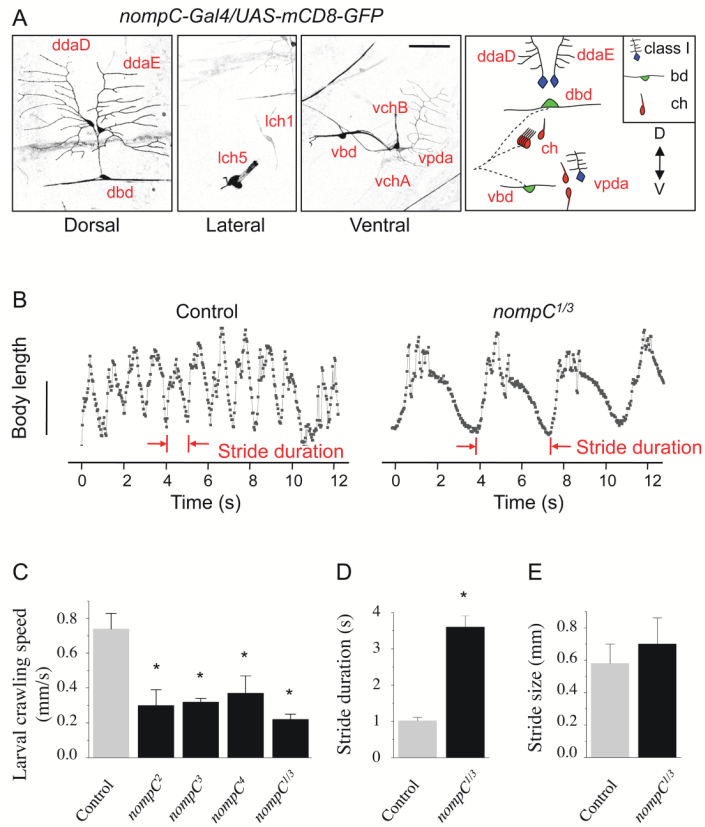 A
nompC-Gal4/UAS-mCD8-GFP
ddaD
ddaE
dbd
Dorsal
lch1
lch5
Lateral
vchB
vbd
vpda
vchA
Ventral
ddaD
ddaE
dbd
ch
vbd
vpda
class I
bd
ch
D
V
B
Control
nompC1/3
Body length
Stride duration
Stride duration
0 2 4 6 8 10 12
0 2 4 6 8 10 12
Time (s)
Time (s)
C
Larval crawling speed
(mm/s)
0.8
0.6
0.4
0.2
0.0
* * * *
Control nompC2 nompC3 nompC4 nompC1/3
D
Stride duration (s)
4
3
2
1
0
*
Control nompC1/3
E
Stride size (mm)
0.8
0.6
0.4
0.2
0.0
Control nompC1/3